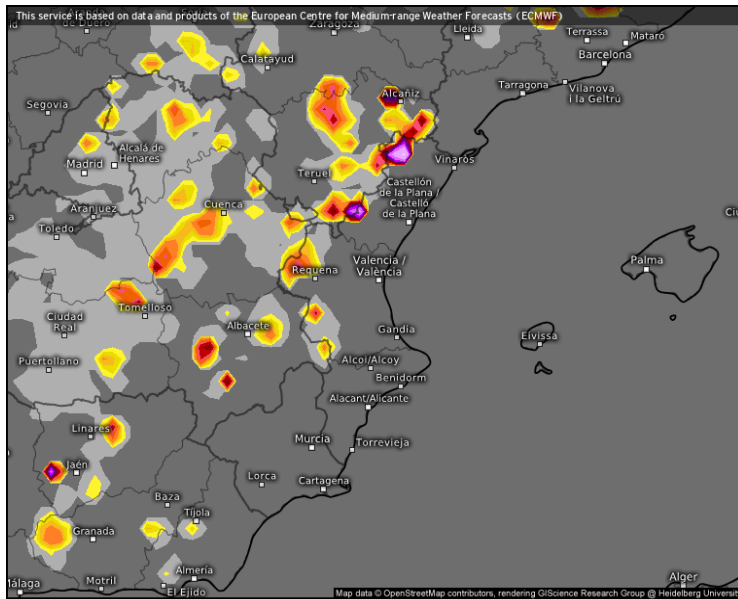 This service is based on data and products of the European Centre for Medium-range Weather Forecasts (ECMWF)
de Duero
Zaragoza
Lleida
Terrassa
Mataró
Barcelona
Calatayud
Tarragona
Vilanova
i la Geltrú
Segovia
Alcañiz
Alcalá de
Henares
Madrid
Teruel
Vinaròs
Castellón
de la Plana /
Castelló
de la Plana
Aranjuez
Cuenca
Toledo
Valencia /
València
Palma
Requena
Tomelloso
Ciudad
Real
Albacete
Gandia
Eivissa
Puertollano
Alcoi/Alcoy
Benidorm
Alacant/Alicante
Linares
Murcia
Torrevieja
Jaén
Lorca
Cartagena
Baza
Tíjola
Granada
Almería
Motril
El Ejido
Málaga
Alger
Map data © OpenStreetMap contributors, rendering GIScience Research Group @ Heidelberg Universit